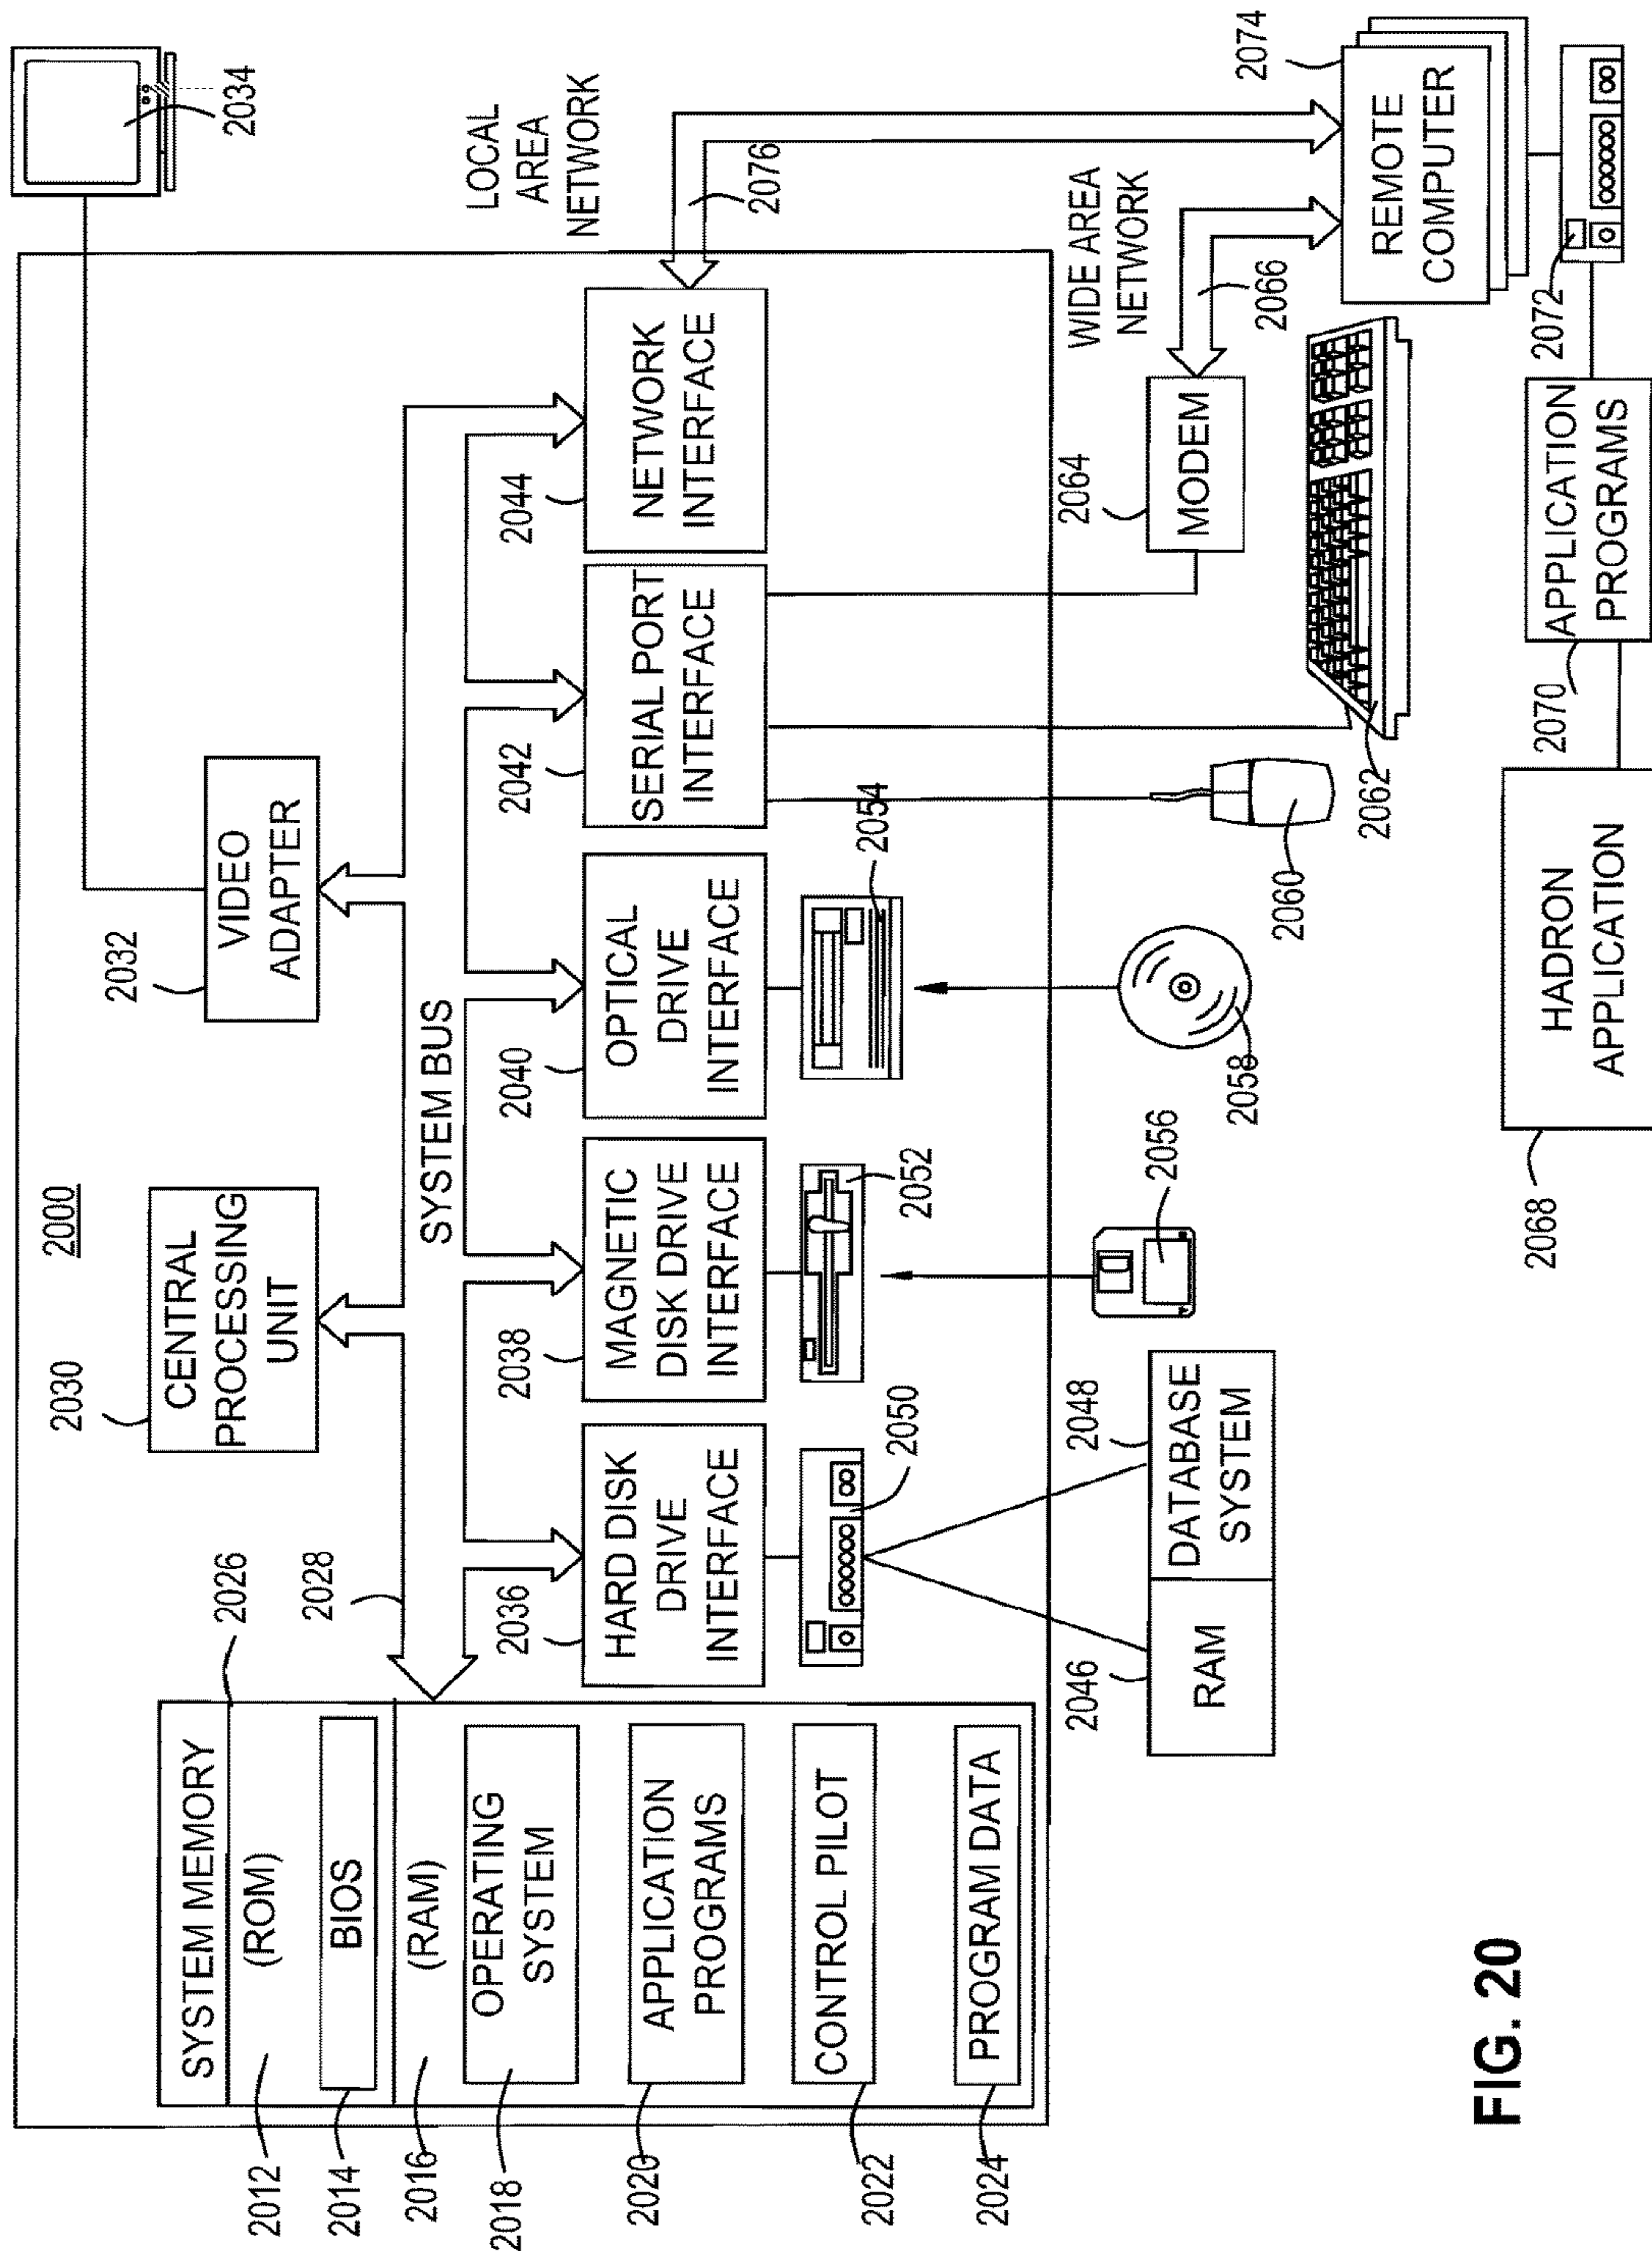 2000
2030
CENTRAL
PROCESSING
UNIT
2032
VIDEO
ADAPTER
2034
SYSTEM MEMORY
2026
2012
(ROM)
2014
BIOS
2016
(RAM)
2018
OPERATING
SYSTEM
2020
APPLICATION
PROGRAMS
2022
CONTROL PILOT
2024
PROGRAM DATA
2028
SYSTEM BUS
2036
HARD DISK
DRIVE
INTERFACE
2038
MAGNETIC
DISK DRIVE
INTERFACE
2040
OPTICAL
DRIVE
INTERFACE
2042
SERIAL PORT
INTERFACE
2044
NETWORK
INTERFACE
LOCAL
AREA
NETWORK
2076
2050
2052
2054
2046
RAM
2048
DATABASE
SYSTEM
2056
2058
2060
2062
2064
MODEM
WIDE AREA
NETWORK
2066
2074
REMOTE
COMPUTER
2068
HADRON
APPLICATION
2070
APPLICATION
PROGRAMS
2072
FIG. 20